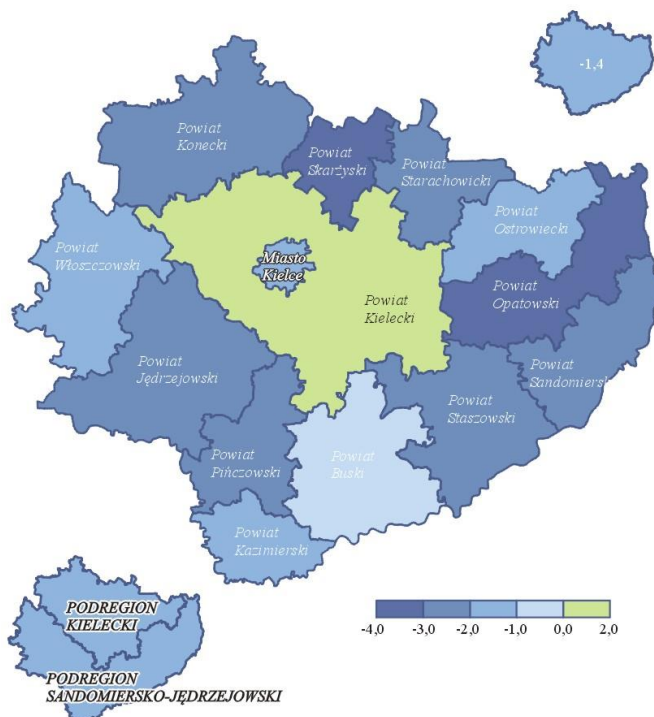 -1,4
Powiat
Konecki
Powiat
Skarżyski
Powiat
Starachowicki
Powiat
Ostrowiecki
Powiat
Włoszczowski
Miasto
Kielce
Powiat
Kielecki
Powiat
Opatowski
Powiat
Jędrzejowski
Powiat
Sandomiersk
Powiat
Staszowski
Powiat
Pińczowski
Powiat
Buski
Powiat
Kazimierski
PODREGION
KIELECKI
PODREGION
SANDOMIERSKO-JĘDRZEJOWSKI
-4,0 -3,0 -2,0 -1,0 0,0 2,0